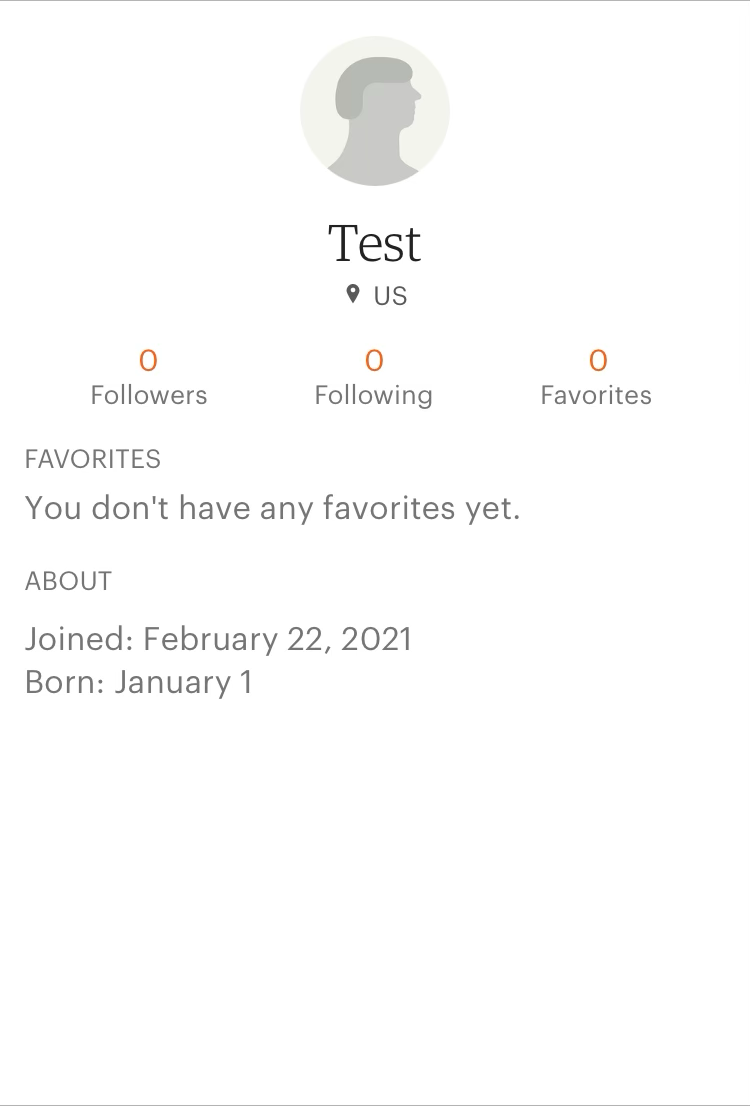 Test
US
0 0 0
Followers Following Favorites
FAVORITES
You don't have any favorites yet.
ABOUT
Joined: February 22, 2021
Born: January 1